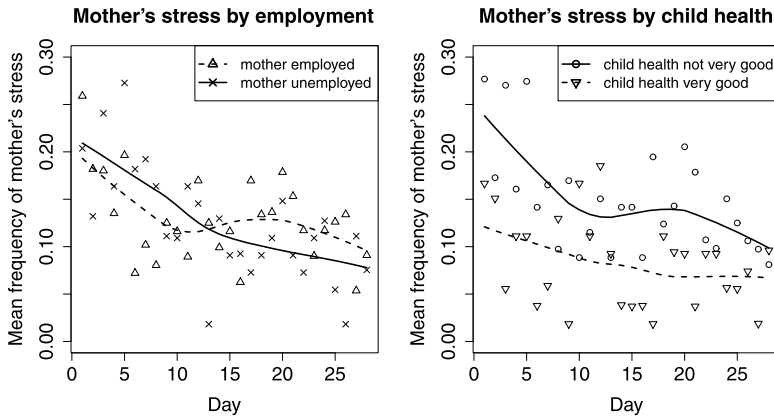 Mother's stress by employment
Mean frequency of mother's stress
0.00 0.10 0.20 0.30
mother employed
mother unemployed
0 5 10 15 20 25
Day
Mother's stress by child health
Mean frequency of mother's stress
0.00 0.10 0.20 0.30
child health not very good
child health very good
0 5 10 15 20 25
Day